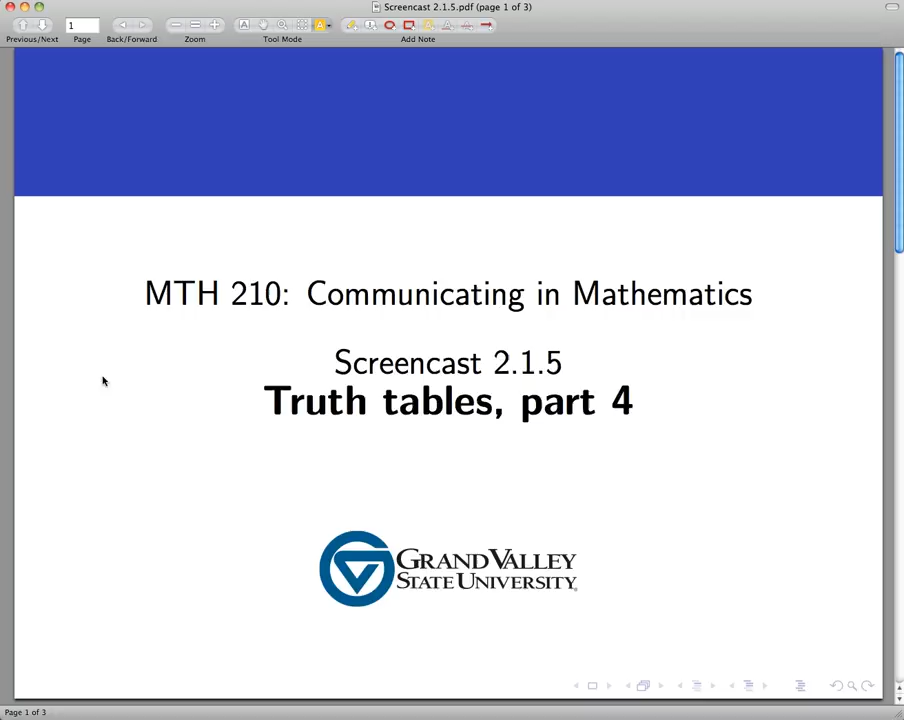 Screencast 2.1.5.pdf (page 1 of 3)
1
A
A
Previous/Next
Page
Back/Forward
Zoom
Tool Mode
Add Note
MTH 210: Communicating in Mathematics
Screencast 2.1.5
Truth tables, part 4
GRANDVALLEY
STATE UNIVERSITY
Page 1 of 3